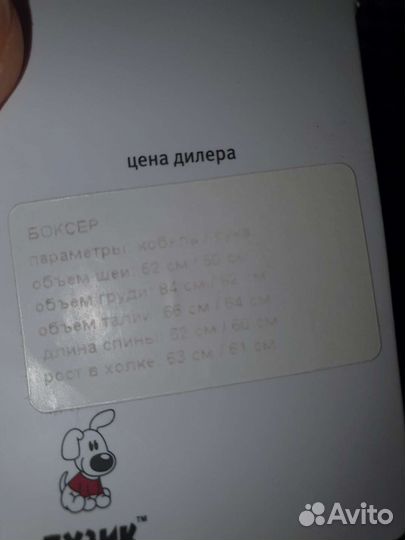 цена дилера
БОКСЕР
параметры: кобель / сука
объем шеи: 52 см / 50 см
объем груди: 84 см / 82 см
объем талии: 66 см / 64 см
длина спины: 62 см / 60 см
рост в холке: 63 см / 61 см
ПУЗИК™
Avito